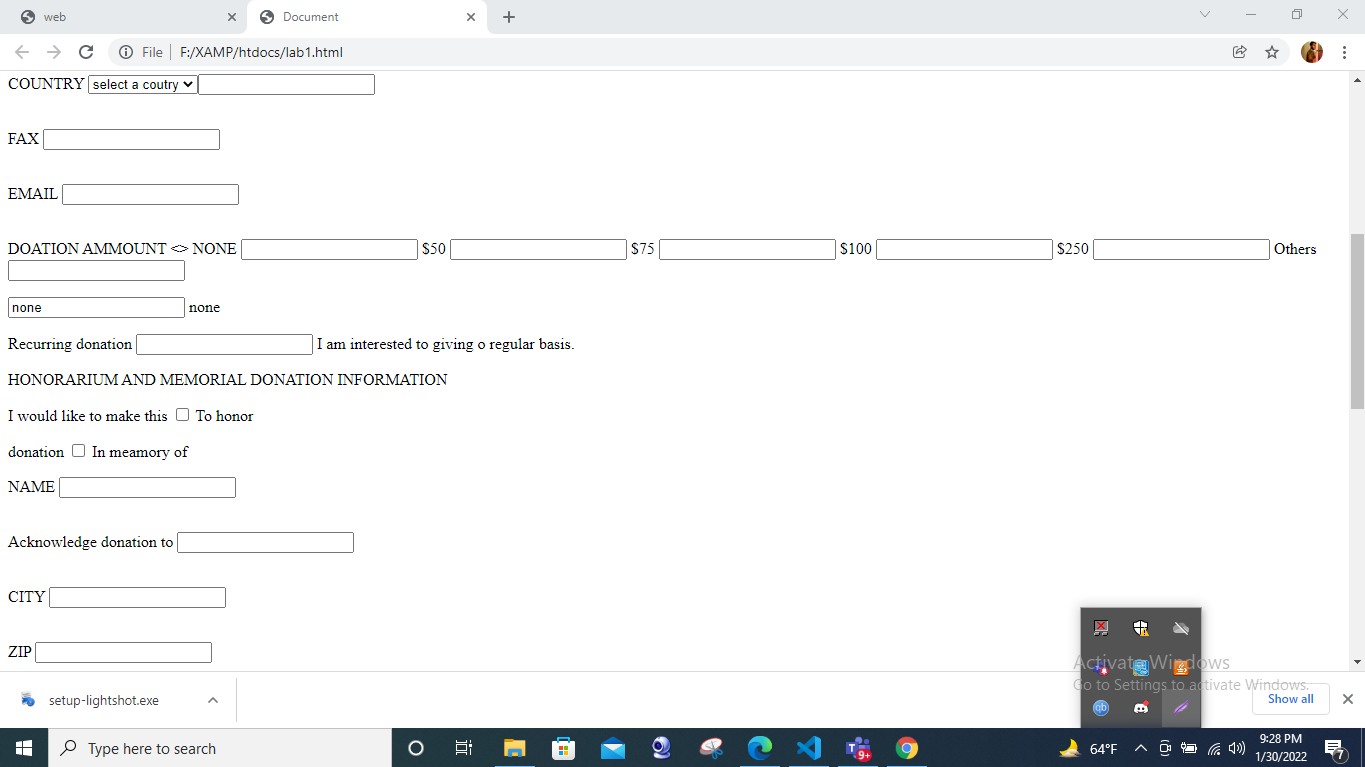 web
Document
File
F:/XAMP/htdocs/lab1.html
COUNTRY select a coutry
FAX
EMAIL
DOATION AMMOUNT <> NONE $50 $75 $100 $250 Others
none none
Recurring donation I am interested to giving o regular basis.
HONORARIUM AND MEMORIAL DONATION INFORMATION
I would like to make this To honor
donation In meamory of
NAME
Acknowledge donation to
CITY
ZIP
Activate Windows
Go to Settings to activate Windows.
setup-lightshot.exe
Show all
qb
Type here to search
9+
64°F
9:28 PM
1/30/2022
7